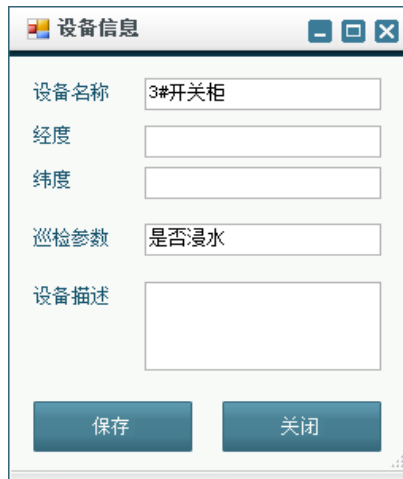 设备信息
设备名称 3#开关柜
经度
纬度
巡检参数 是否浸水
设备描述
保存 关闭